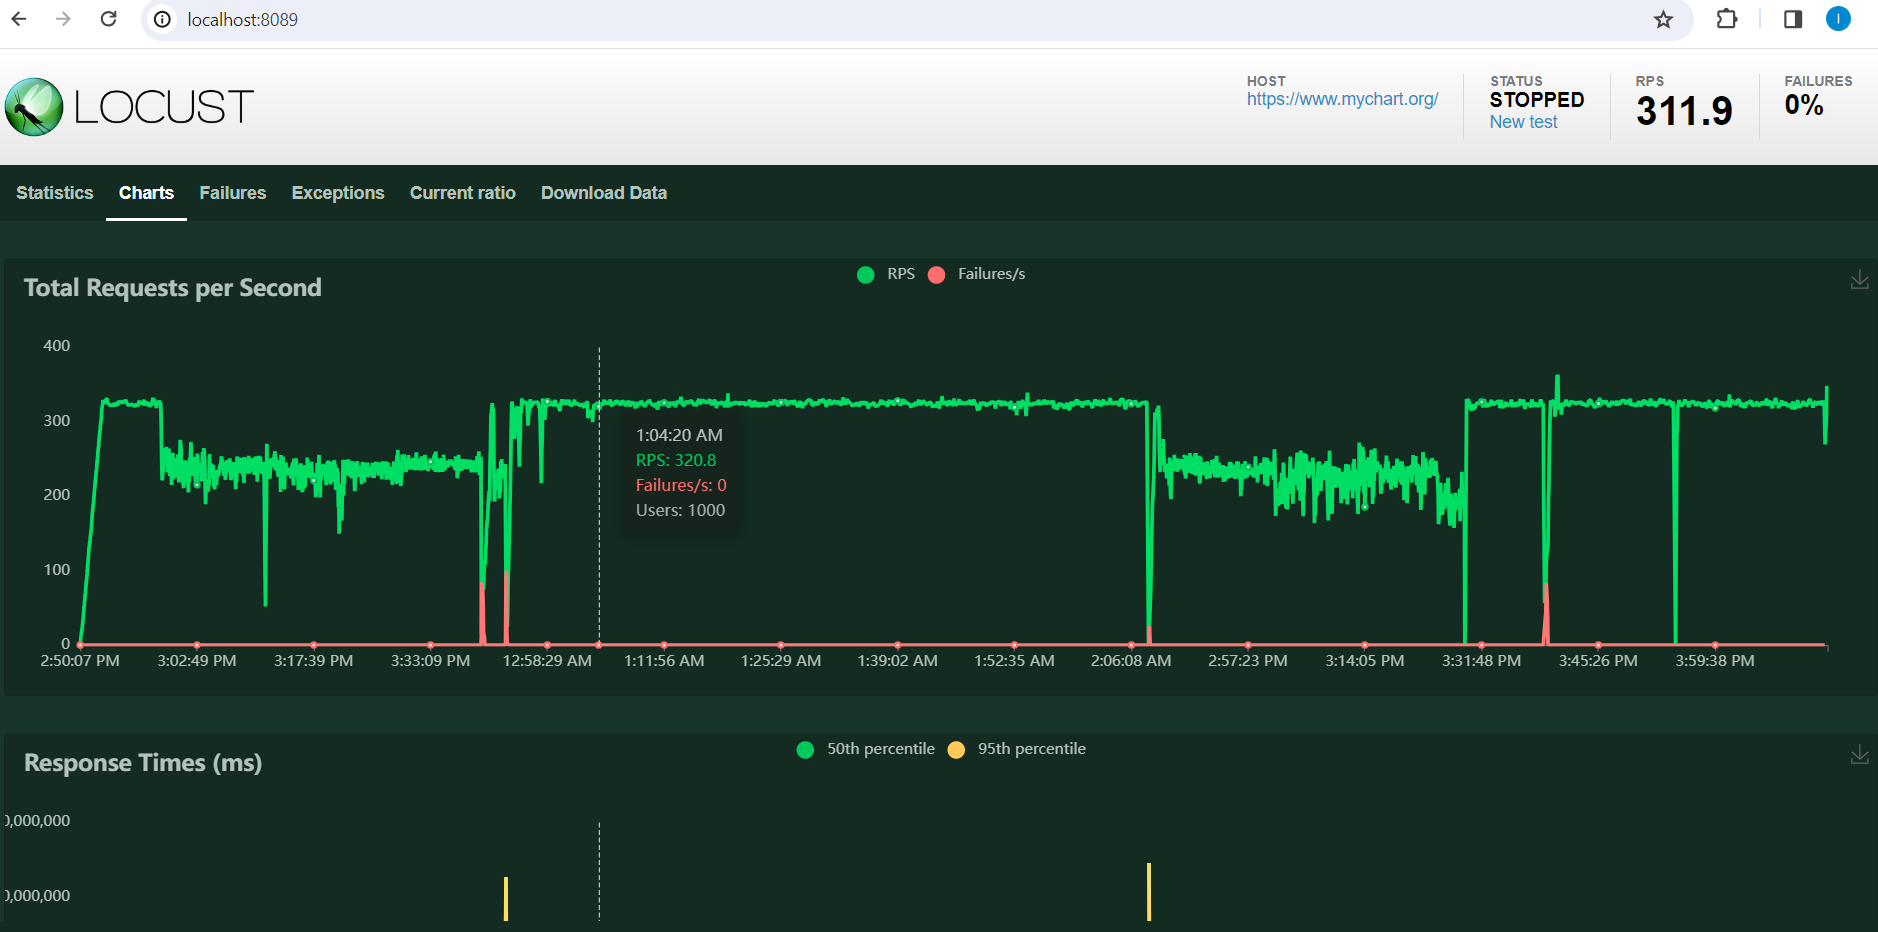 localhost:8089
LOCUST
HOST
https://www.mychart.org/
STATUS
STOPPED
New test
RPS
311.9
FAILURES
0%
Statistics Charts Failures Exceptions Current ratio Download Data
Total Requests per Second
RPS Failures/s
400
300
200
100
0
1:04:20 AM
RPS: 320.8
Failures/s: 0
Users: 1000
2:50:07 PM 3:02:49 PM 3:17:39 PM 3:33:09 PM 12:58:29 AM 1:11:56 AM 1:25:29 AM 1:39:02 AM 1:52:35 AM 2:06:08 AM 2:57:23 PM 3:14:05 PM 3:31:48 PM 3:45:26 PM 3:59:38 PM
Response Times (ms)
50th percentile 95th percentile
0,000,000
0,000,000